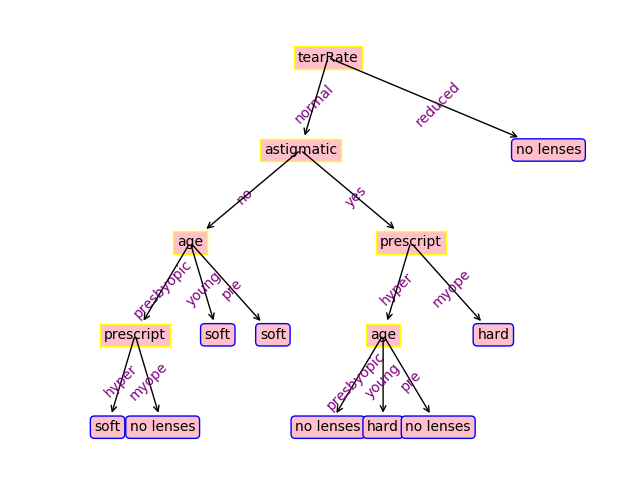 tearRate
normal
reduced
astigmatic
no lenses
no
yes
age
prescript
presbyopic
young
pre
hyper
myope
prescript
soft
soft
age
hard
hyper
myope
presbyopic
young
pre
soft
no lenses
no lenses
hard
no lenses